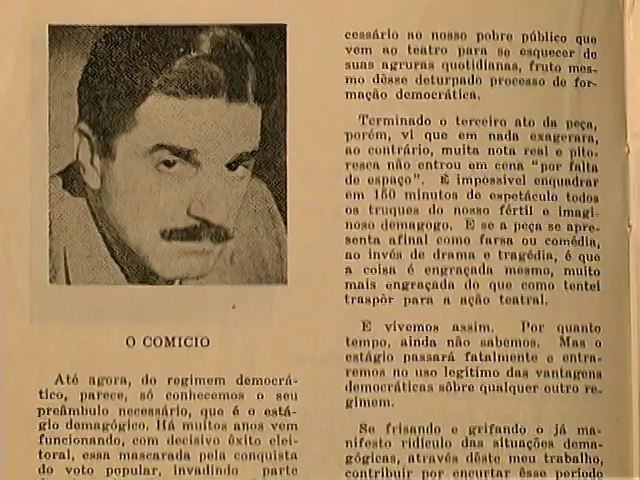 O COMICIO
Até agora, do regimem democrá-
tico, parece, só conhecemos o seu
preâmbulo necessário, que é o está-
gio demagógico. Há muitos anos vem
funcionando, com decisivo êxito elei-
toral, essa mascarada pela conquista
do voto popular, invadindo parte
cessário ao nosso pobre público que
vem ao teatro para se esquecer de
suas agruras quotidianas, fruto mes-
mo dêsse deturpado processo de for-
mação democrática.
Terminado o terceiro ato da peça,
porém, vi que em nada exagerara,
ao contrário, muita nota real e pito-
resca não entrou em cena "por falta
de espaço". É impossivel enquadrar
em 150 minutos de espetáculo todos
os truques do nosso fértil e imagi-
noso demagogo. E se a peça se apre-
senta afinal como farsa ou comédia,
ao invés de drama e tragédia, é que
a coisa é engraçada mesmo, muito
mais engraçada do que como tentei
traspôr para a ação teatral.
E vivemos assim. Por quanto
tempo, ainda não sabemos. Mas o
estágio passará fatalmente e entra-
remos no uso legítimo das vantagens
democráticas sôbre qualquer outro re-
gimem.
Se frisando e grifando o já ma-
nifesto ridículo das situações dema-
gógicas, através dêste meu trabalho,
contribuir por encurtar êsse período